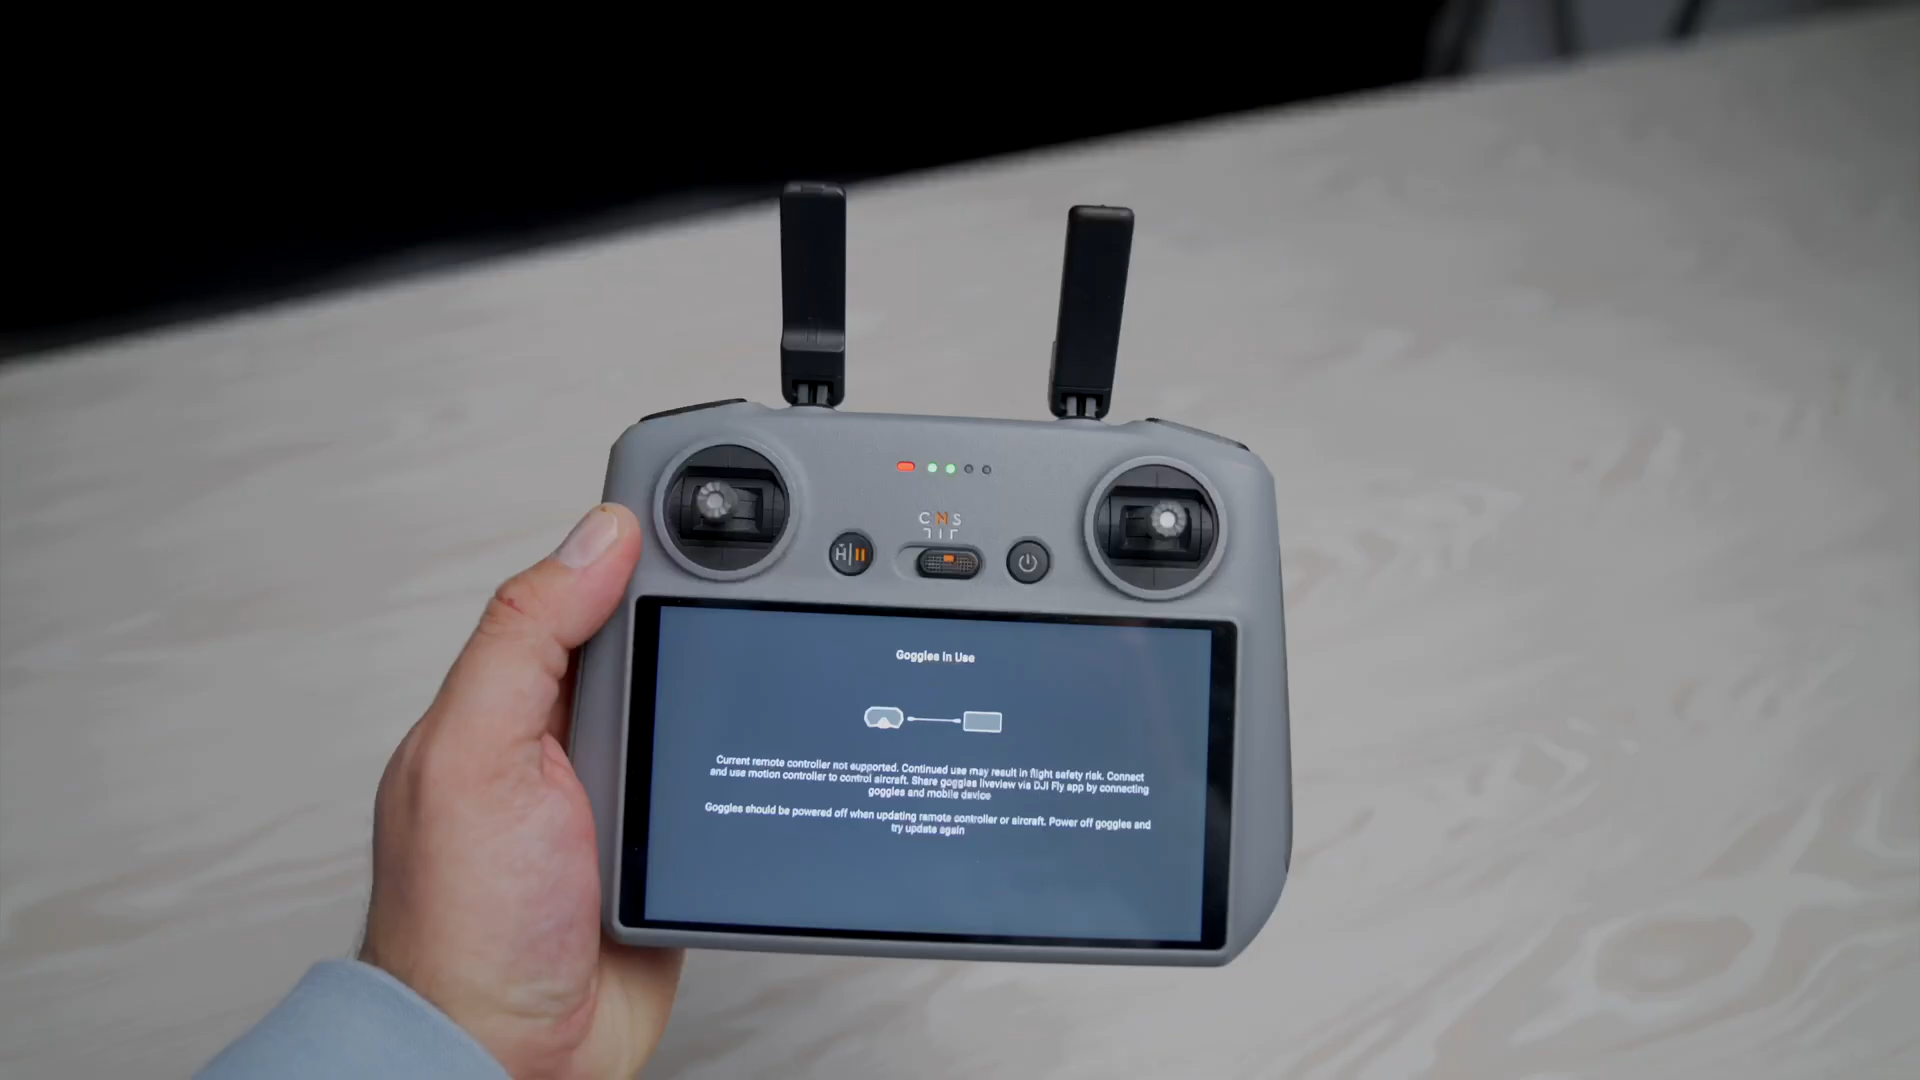 C N S
H
Goggles In Use
Current remote controller not supported. Continued use may result in flight safety risk. Connect
and use motion controller to control aircraft. Share goggles liveview via DJI Fly app by connecting
goggles and mobile device
Goggles should be powered off when updating remote controller or aircraft. Power off goggles and
try update again